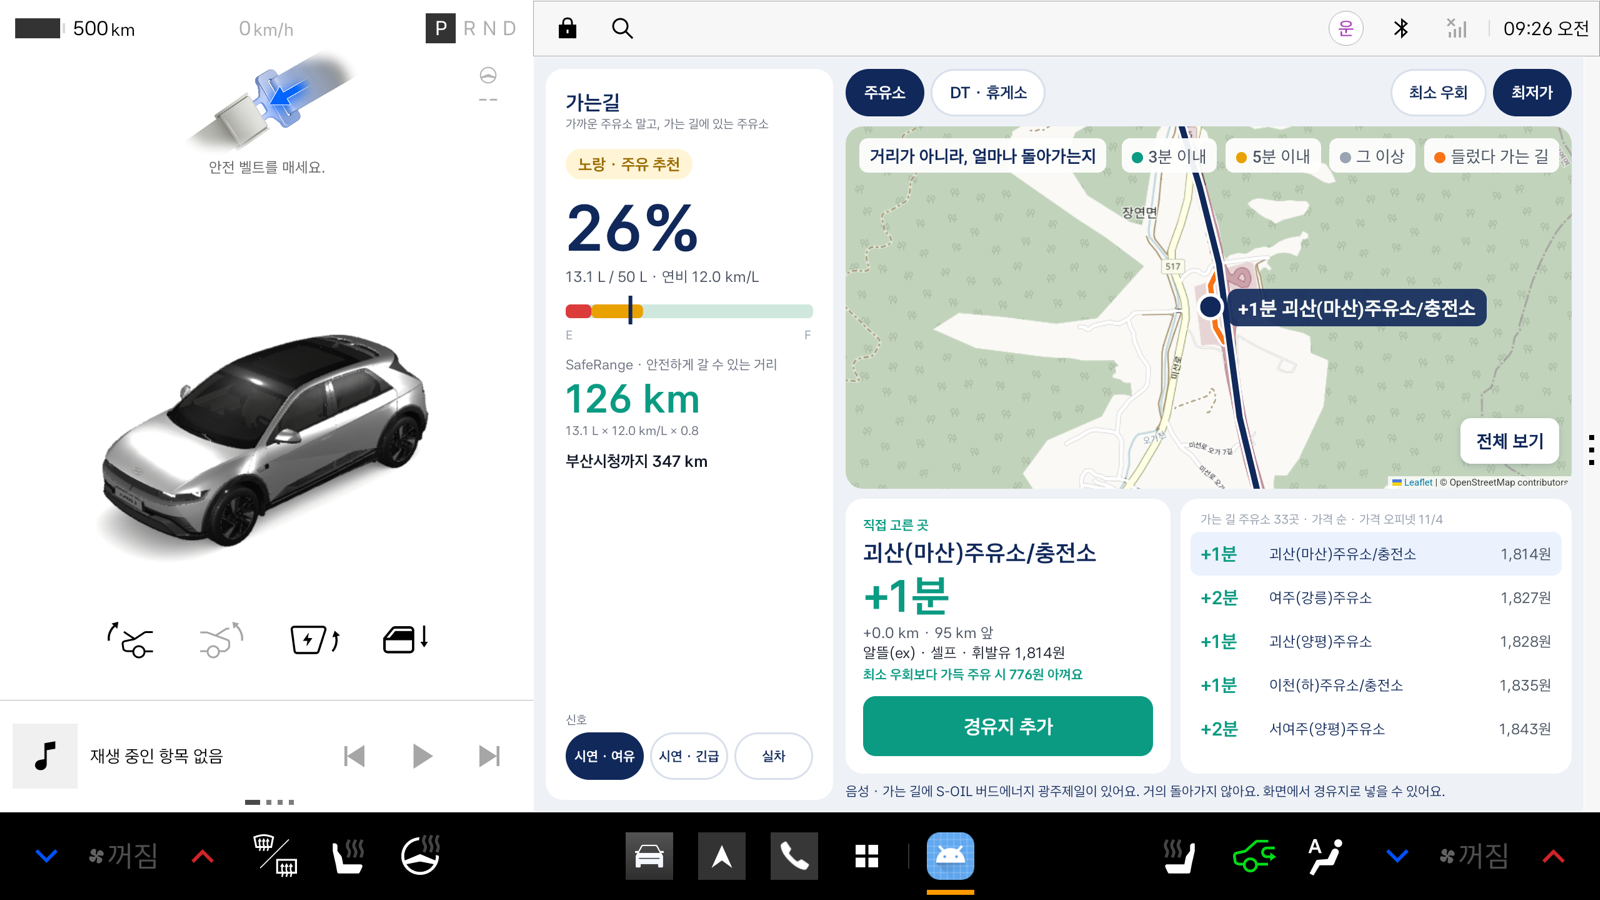 500 km
0 km/h
P R N D
안전 벨트를 매세요.
--
재생 중인 항목 없음
운
09:26 오전
가는길
가까운 주유소 말고, 가는 길에 있는 주유소
노랑 · 주유 추천
26%
13.1 L / 50 L · 연비 12.0 km/L
E
F
SafeRange · 안전하게 갈 수 있는 거리
126 km
13.1 L × 12.0 km/L × 0.8
부산시청까지 347 km
신호
시연 · 여유
시연 · 긴급
실차
주유소
DT · 휴게소
최소 우회
최저가
거리가 아니라, 얼마나 돌아가는지
3분 이내
5분 이내
그 이상
들렀다 가는 길
장연면
517
+1분 괴산(마산)주유소/충전소
미선로
오가천
미선로 오가 7길
미선로 오
전체 보기
Leaflet | © OpenStreetMap contributors
직접 고른 곳
괴산(마산)주유소/충전소
+1분
+0.0 km · 95 km 앞
알뜰(ex) · 셀프 · 휘발유 1,814원
최소 우회보다 가득 주유 시 776원 아껴요
경유지 추가
가는 길 주유소 33곳 · 가격 순 · 가격 오피넷 11/4
+1분 괴산(마산)주유소/충전소 1,814원
+2분 여주(강릉)주유소 1,827원
+1분 괴산(양평)주유소 1,828원
+1분 이천(하)주유소/충전소 1,835원
+2분 서여주(양평)주유소 1,843원
음성 · 가는 길에 S-OIL 버드에너지 광주제일이 있어요. 거의 돌아가지 않아요. 화면에서 경유지로 넣을 수 있어요.
꺼짐
A
꺼짐